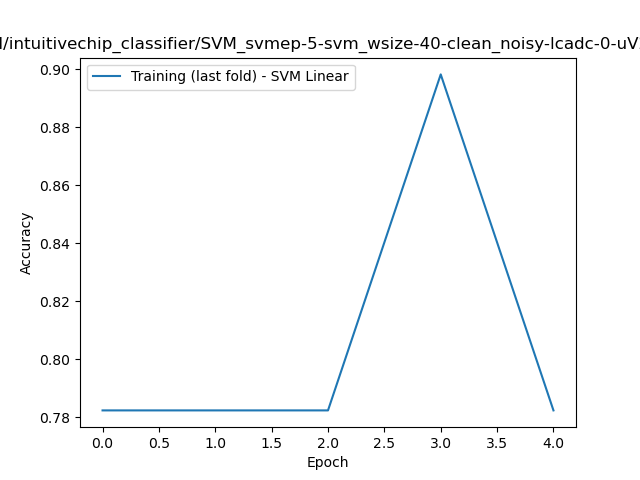 l/intuitivechip_classifier/SVM_svmep-5-svm_wsize-40-clean_noisy-lcadc-0-uV
Training (last fold) - SVM Linear
0.90
0.88
0.86
0.84
0.82
0.80
0.78
Accuracy
0.0 0.5 1.0 1.5 2.0 2.5 3.0 3.5 4.0
Epoch